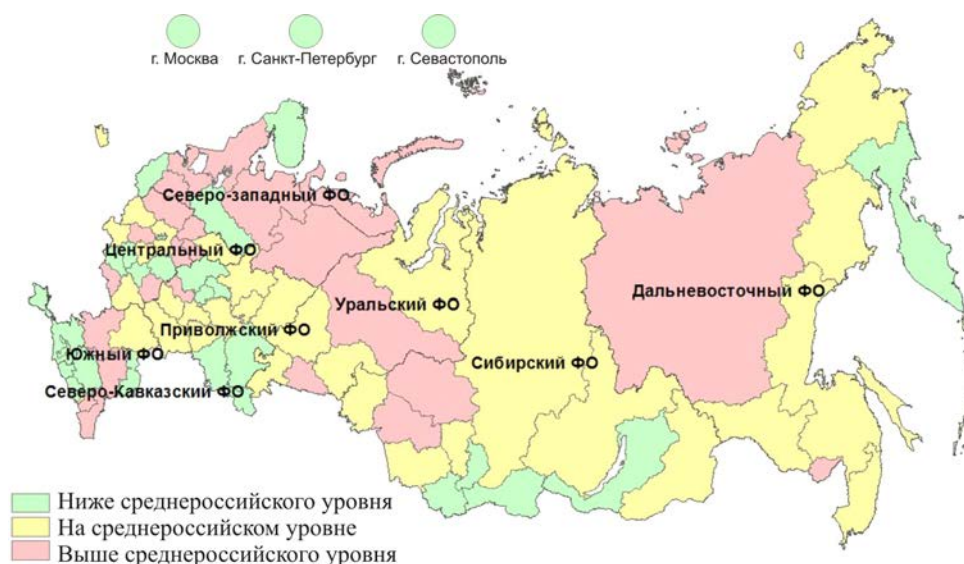 г. Москва г. Санкт-Петербург г. Севастополь
Северо-западный ФО
Центральный ФО
Дальневосточный ФО
Уральский ФО
Приволжский ФО
Южный ФО
Сибирский ФО
Северо-Кавказский ФО
Ниже среднероссийского уровня
На среднероссийском уровне
Выше среднероссийского уровня